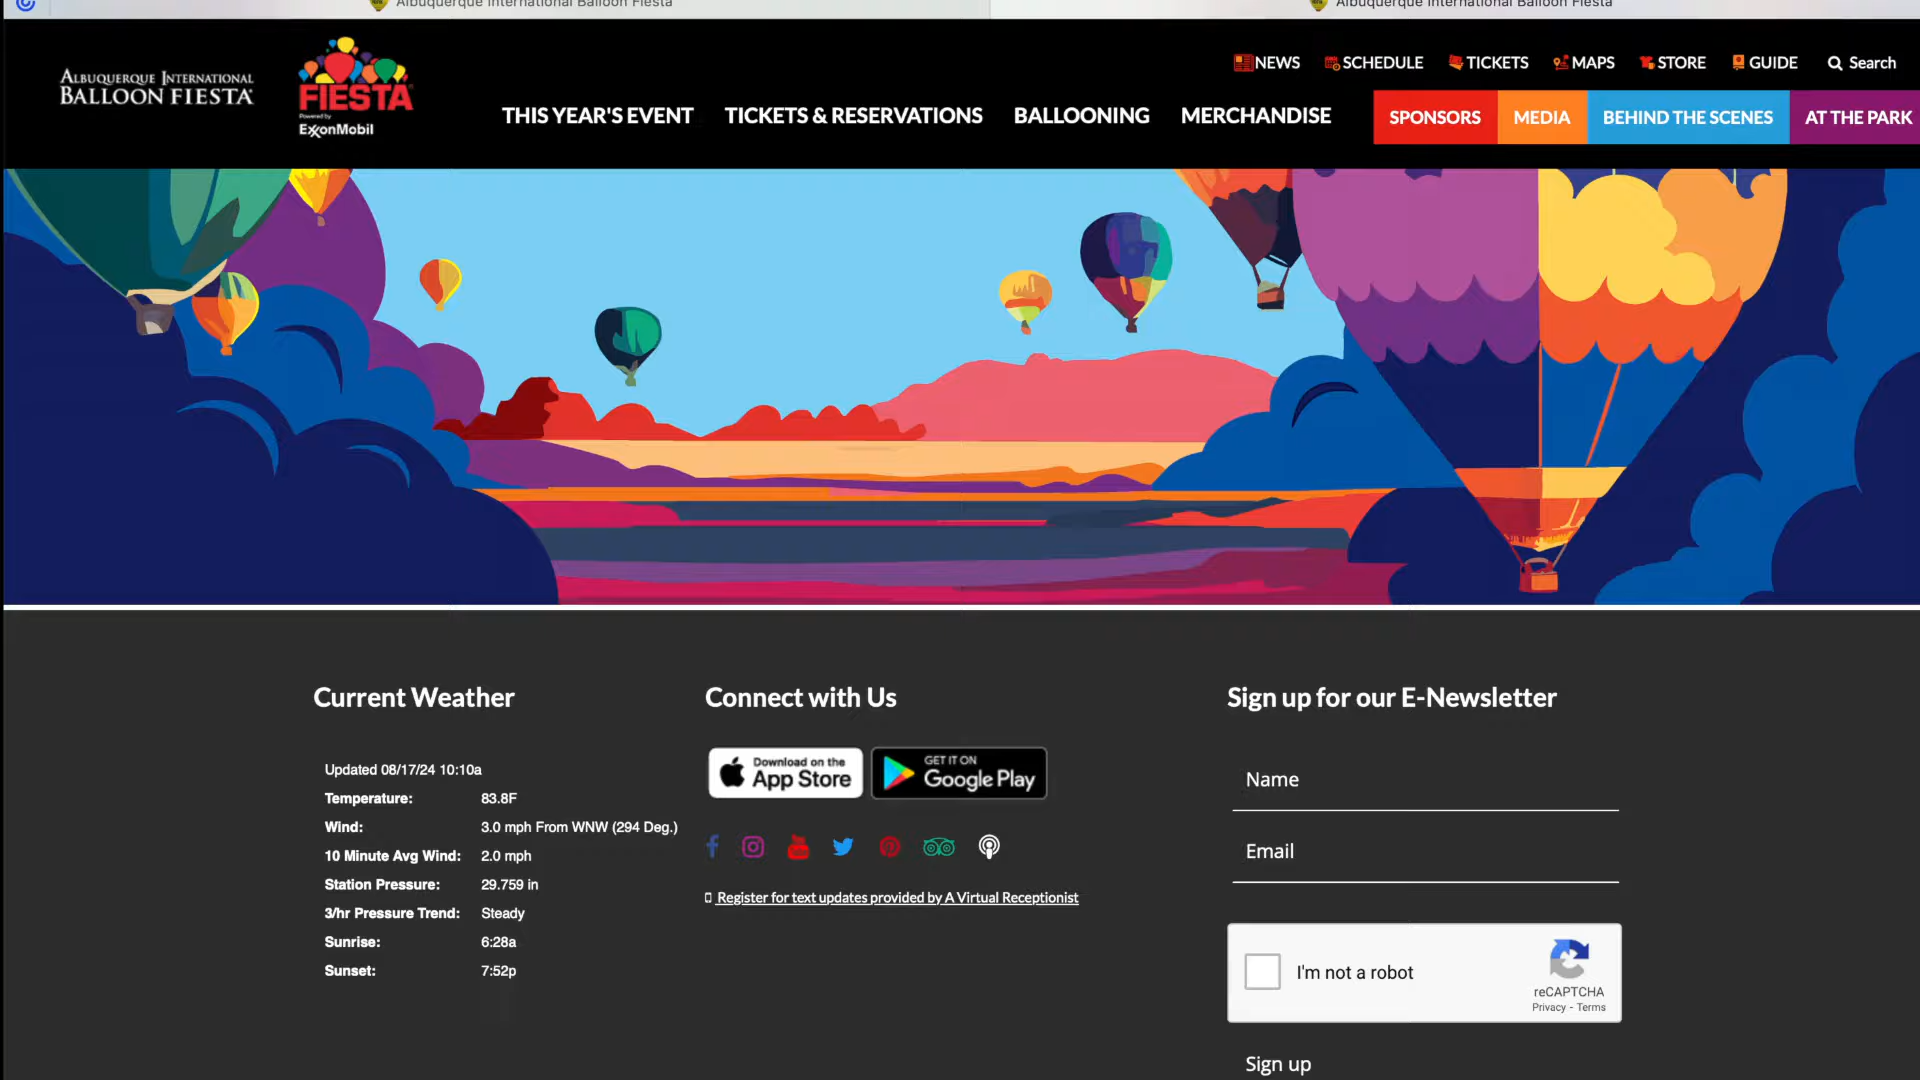 Albuquerque International Balloon Fiesta
Albuquerque International Balloon Fiesta
ALBUQUERQUE INTERNATIONAL
BALLOON FIESTA
FIESTA
Powered by
ExxonMobil
NEWS
SCHEDULE
TICKETS
MAPS
STORE
GUIDE
Search
THIS YEAR'S EVENT
TICKETS & RESERVATIONS
BALLOONING
MERCHANDISE
SPONSORS
MEDIA
BEHIND THE SCENES
AT THE PARK
Current Weather
Updated 08/17/24 10:10a
Temperature: 83.8F
Wind: 3.0 mph From WNW (294 Deg.)
10 Minute Avg Wind: 2.0 mph
Station Pressure: 29.759 in
3/hr Pressure Trend: Steady
Sunrise: 6:28a
Sunset: 7:52p
Connect with Us
Download on the
App Store
GET IT ON
Google Play
Register for text updates provided by A Virtual Receptionist
Sign up for our E-Newsletter
Name
Email
I'm not a robot
reCAPTCHA
Privacy - Terms
Sign up